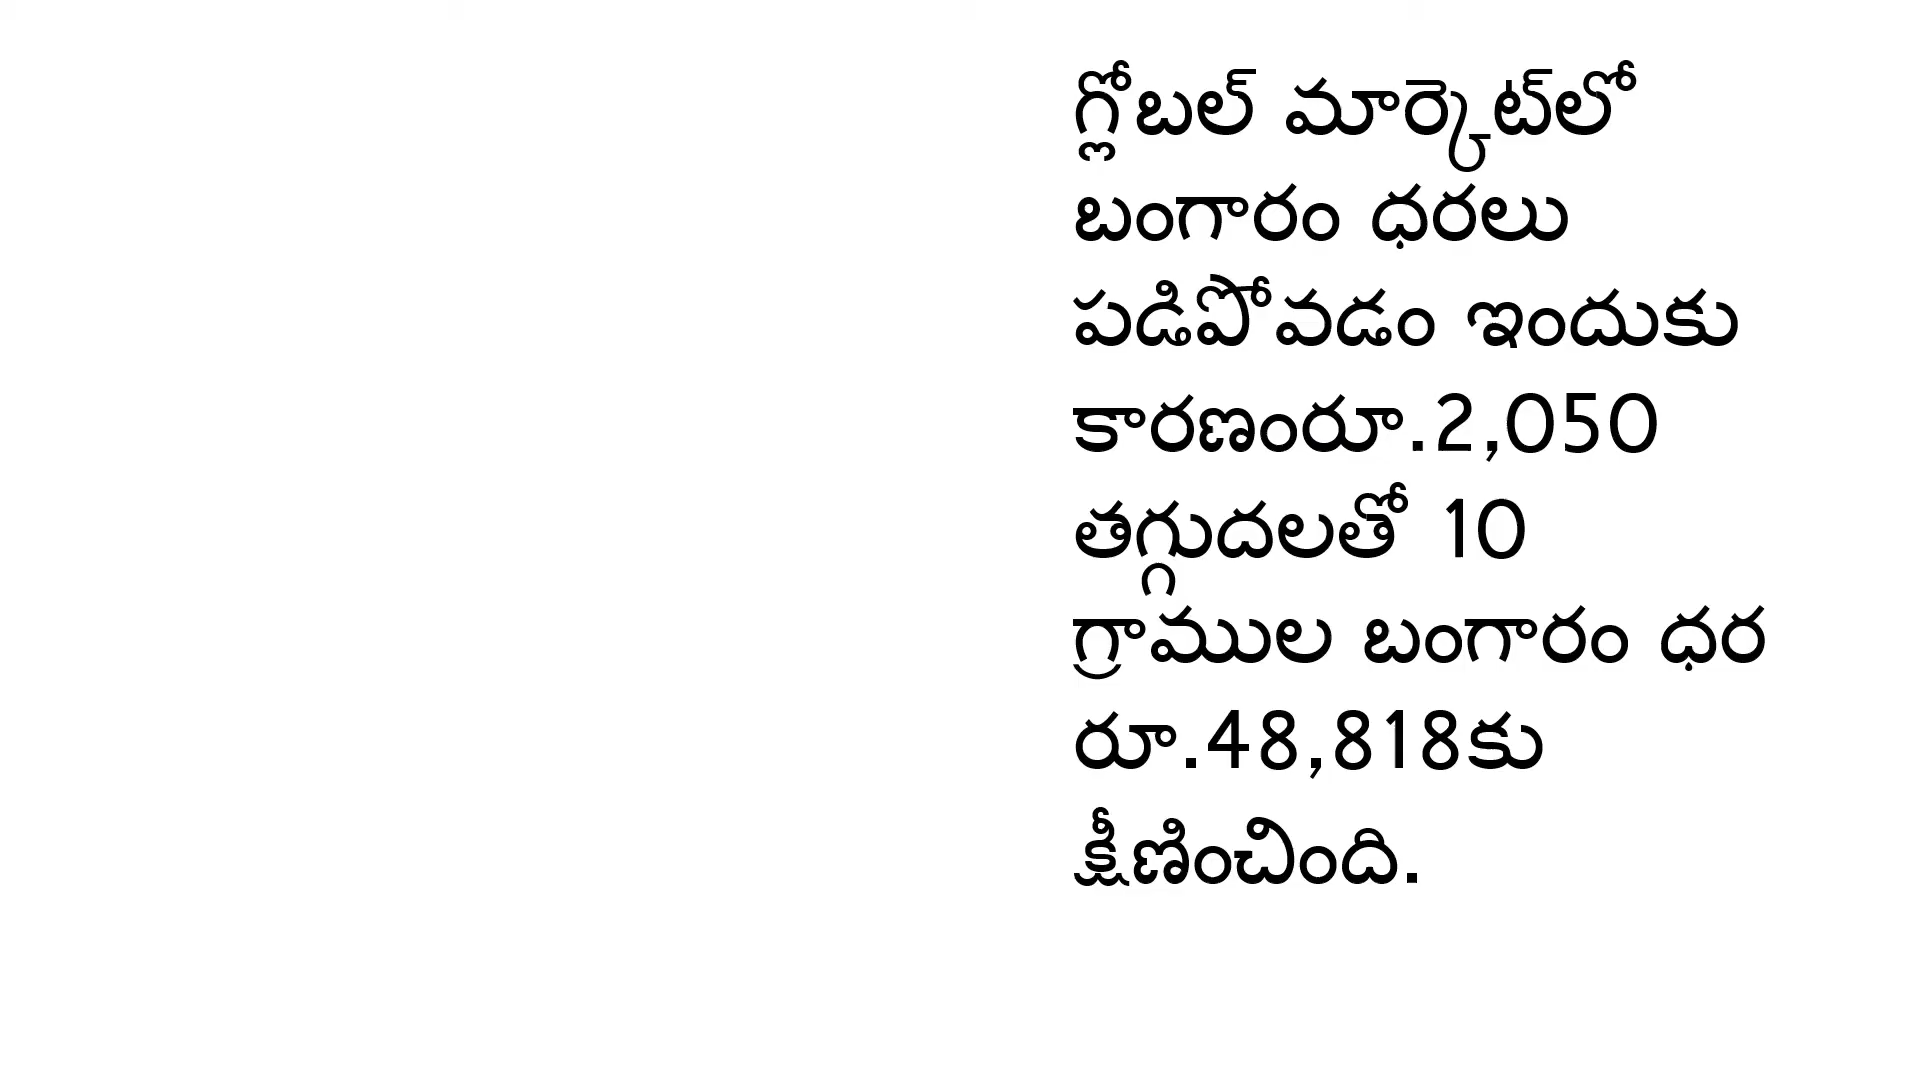 గ్లోబల్ మార్కెట్‌లో
బంగారం ధరలు
పడిపోవడం ఇందుకు
కారణంరూ.2,050
తగ్గుదలతో 10
గ్రాముల బంగారం ధర
రూ.48,818కు
క్షీణించింది.